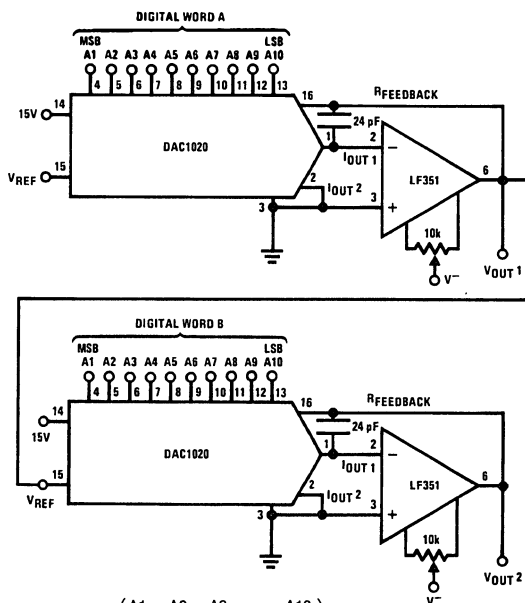 DIGITAL WORD A
MSB LSB
A1 A2 A3 A4 A5 A6 A7 A8 A9 A10
4 5 6 7 8 9 10 11 12 13
16 RFEEDBACK
15V 14
24 pF
1 2
DAC1020
IOUT 1
6
LF351
VREF 15
2
IOUT 2
3 3
10k
VOUT 1
V−
DIGITAL WORD B
MSB LSB
A1 A2 A3 A4 A5 A6 A7 A8 A9 A10
4 5 6 7 8 9 10 11 12 13
16 RFEEDBACK
14
15V
24 pF
1 2
DAC1020
IOUT 1
6
LF351
15
VREF
2
IOUT 2
3 3
10k
VOUT 2
V−